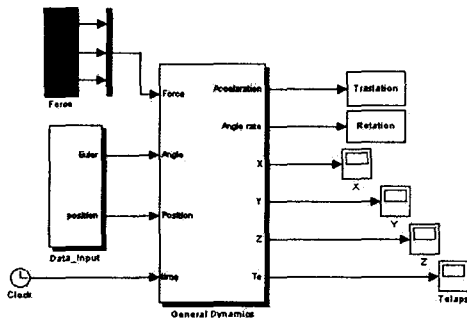 Force
Euler
position
Data_Input
Clock
Force
Angle
Position
time
Acceleration
Angle rate
X
Y
Z
Te
General Dynamics
Traslation
Rotation
X
Y
Z
Telaps